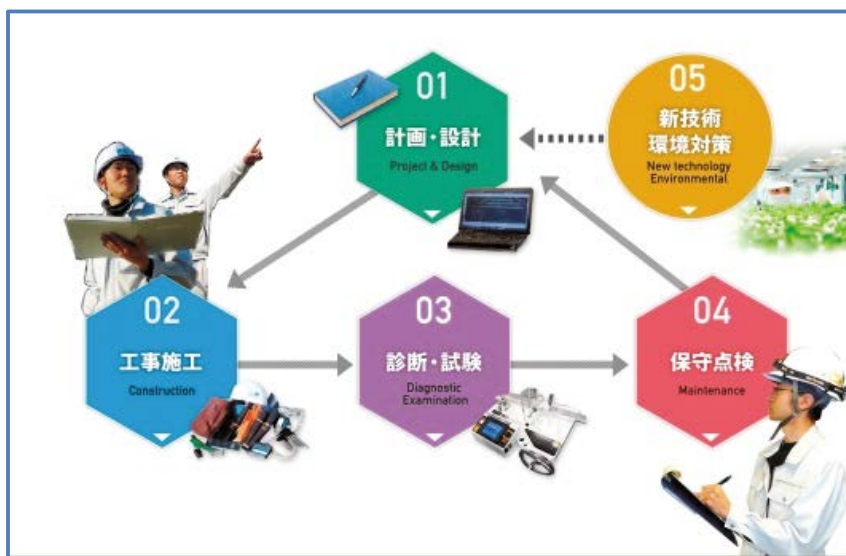 01
計画・設計
Project & Design
05
新技術
環境対策
New technology
Environmental
02
工事施工
Construction
03
診断・試験
Diagnostic
Examination
04
保守点検
Maintenance